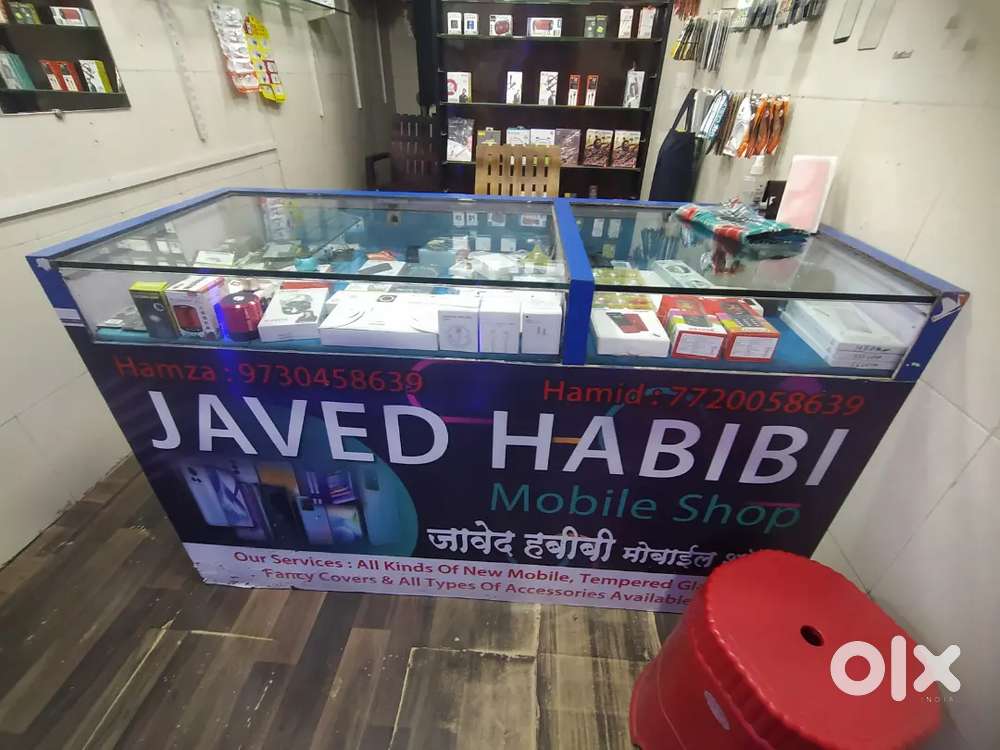 Hamza : 9730458639
Hamid : 7720058639
JAVED HABIBI
Mobile Shop
जावेद हबीबी मोबाईल
Our Services : All Kinds Of New Mobile, Tempered
Fancy Covers & All Types Of Accessories Available
olx
INDIA